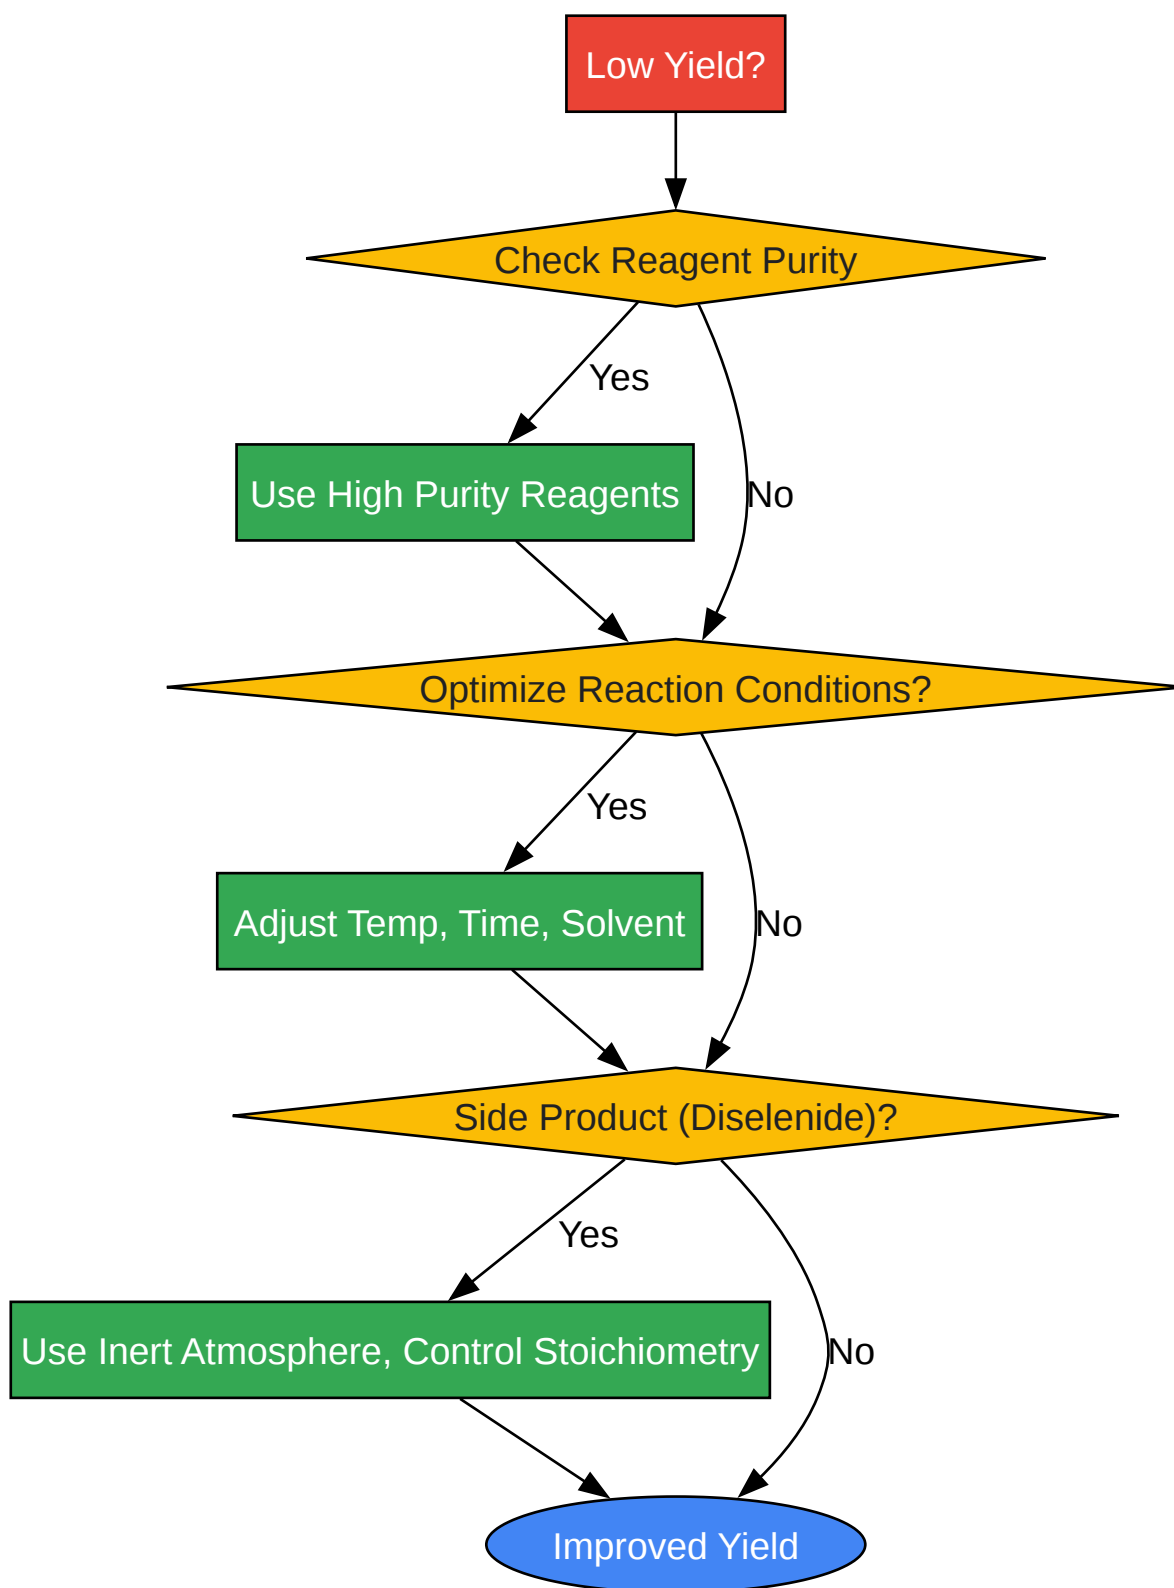 Low Yield?
Check Reagent Purity
Yes
Use High Purity Reagents
No
Optimize Reaction Conditions?
Yes
Adjust Temp, Time, Solvent
No
Side Product (Diselenide)?
Yes
Use Inert Atmosphere, Control Stoichiometry
No
Improved Yield